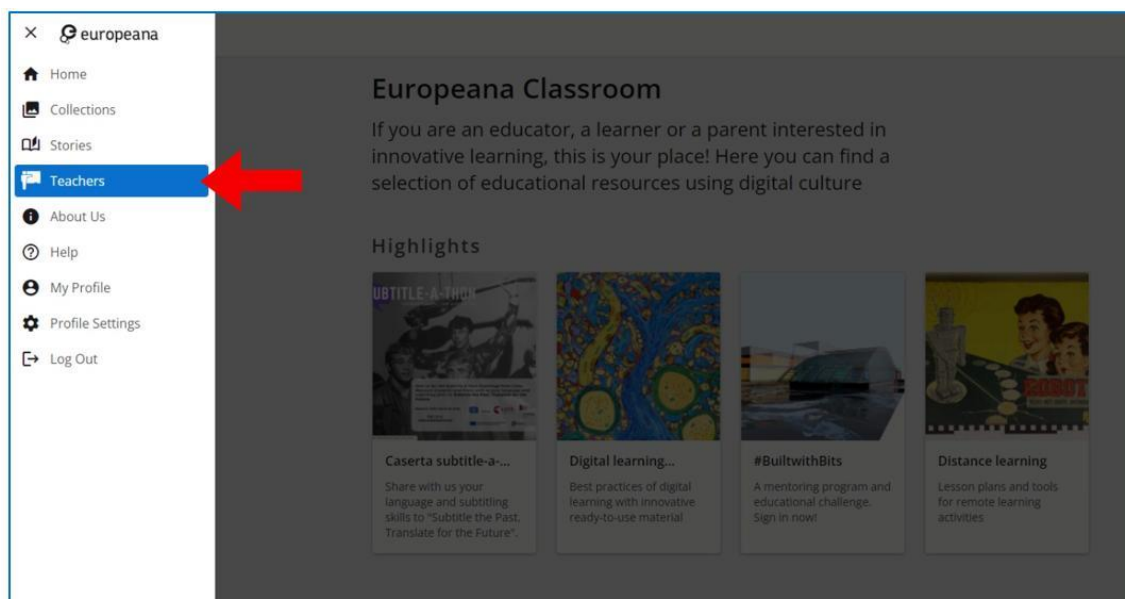 europeana
Home
Collections
Stories
Teachers
About Us
Help
My Profile
Profile Settings
Log Out
Europeana Classroom
If you are an educator, a learner or a parent interested in
innovative learning, this is your place! Here you can find a
selection of educational resources using digital culture
Highlights
UBTITLE-A-THON
Caserta subtitle-a-...
Share with us your
language and subtitling
skills to "Subtitle the Past,
Translate for the Future".
Digital learning...
Best practices of digital
learning with innovative
ready-to-use material
#BuiltwithBits
A mentoring program and
educational challenge.
Sign in now!
ROBOT
Distance learning
Lesson plans and tools
for remote learning
activities